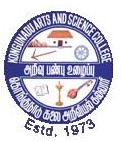 KONGUNADU ARTS AND SCIENCE COLLEGE
அறிவு பண்பு உழைப்பு
கொங்குநாடு கலை அறிவியல் கல்லூரி
Estd. 1973